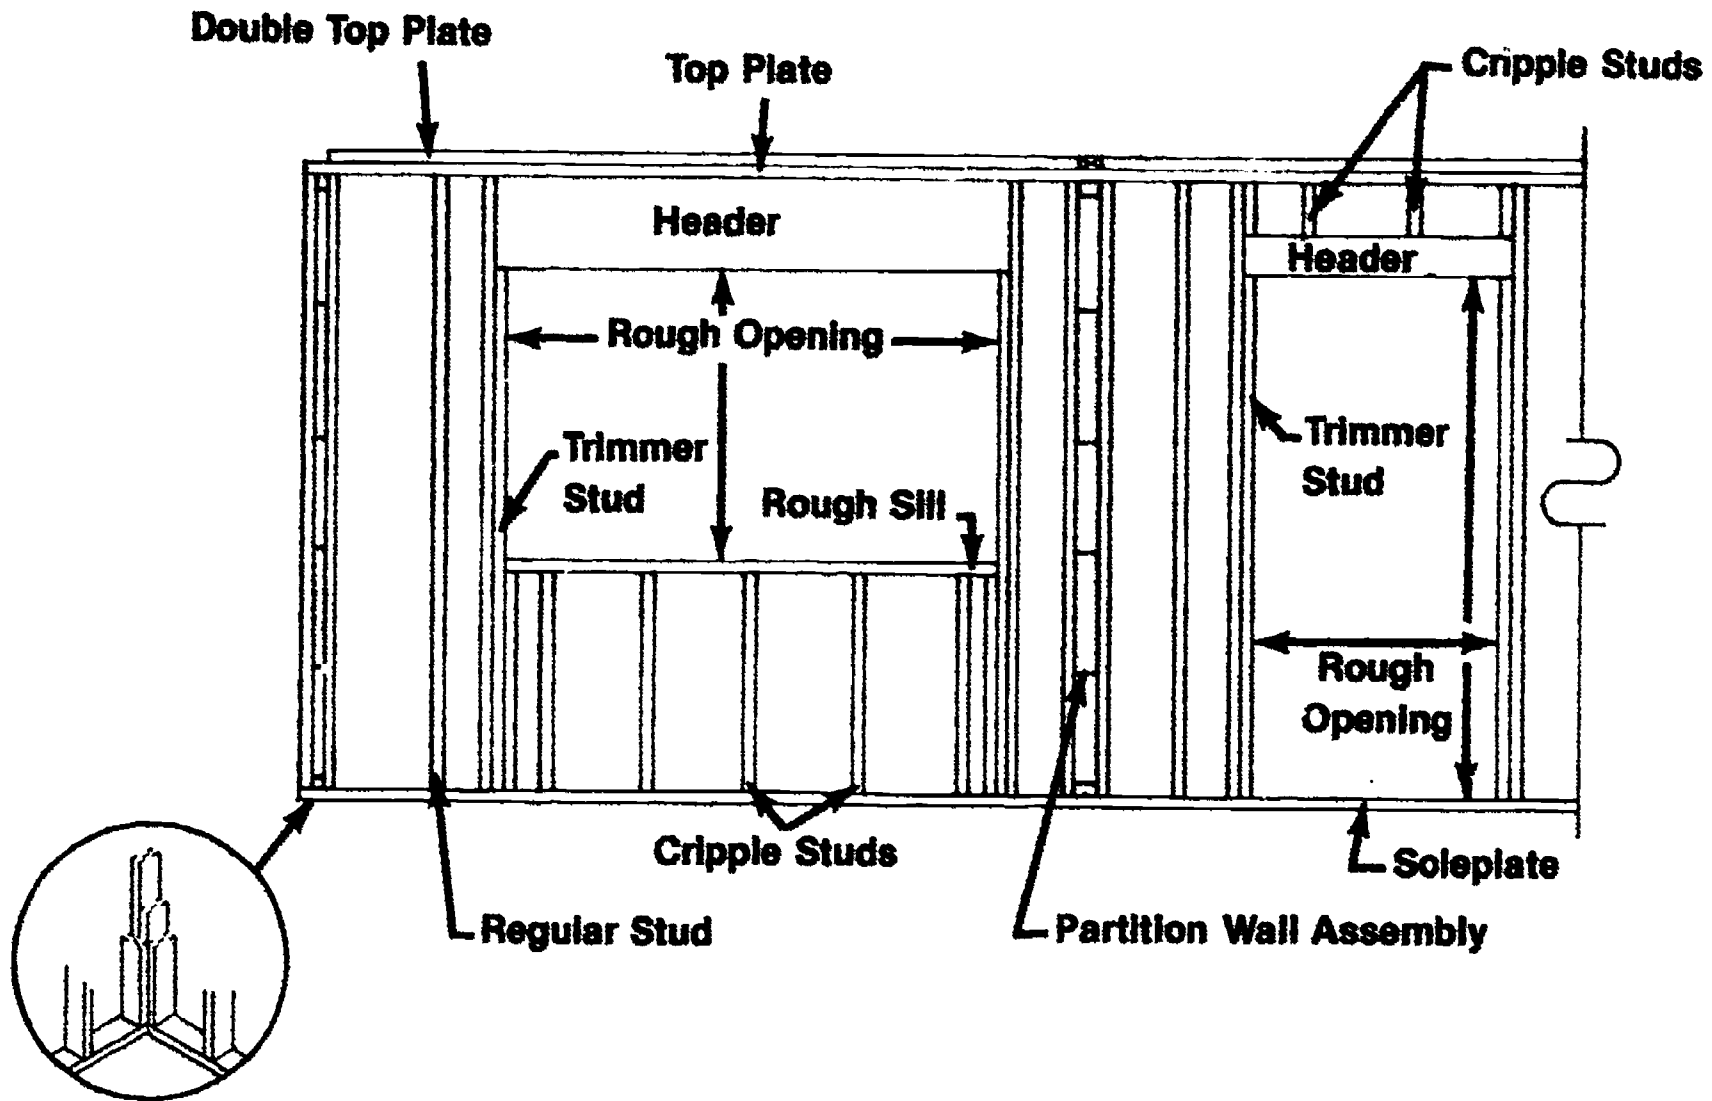 Double Top Plate
Top Plate
Cripple Studs
Header
Header
Rough Opening
Trimmer
Stud
Rough Sill
Trimmer
Stud
Rough
Opening
Cripple Studs
Soleplate
Regular Stud
Partition Wall Assembly